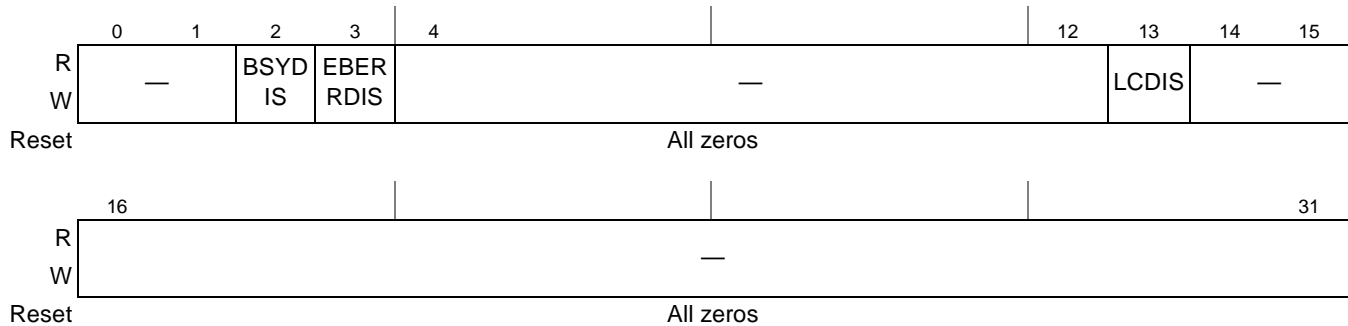 0 1 2 3 4 12 13 14 15
R W — BSYD IS EBER RDIS — LCDIS —
Reset All zeros
16 31
R W —
Reset All zeros